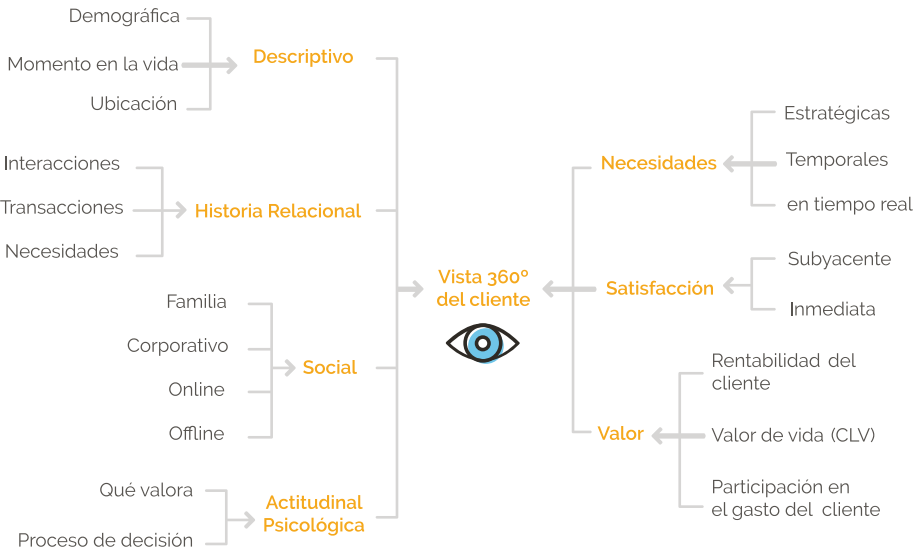 Demográfica
Momento en la vida
Ubicación
Descriptivo
Interacciones
Transacciones
Necesidades
Historia Relacional
Familia
Corporativo
Online
Offline
Social
Qué valora
Proceso de decisión
Actitudinal
Psicológica
Vista 360º
del cliente
Necesidades
Estratégicas
Temporales
en tiempo real
Satisfacción
Subyacente
Inmediata
Valor
Rentabilidad del
cliente
Valor de vida (CLV)
Participación en
el gasto del cliente